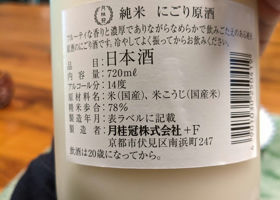 純米 にごり原酒
フルーティな香りと濃厚でありながらなめらかで飲みごたえのある純米
原酒のにごり酒です。冷やしてよく振ってからお飲みください。
品目:日本酒
内容量:720mℓ
アルコール分:14度
原材料名:米(国産)、米こうじ(国産米)
精米歩合:78%
製造年月:表ラベルに記載
製造者:月桂冠株式会社+F
京都市伏見区南浜町247
飲酒は20歳になってから。